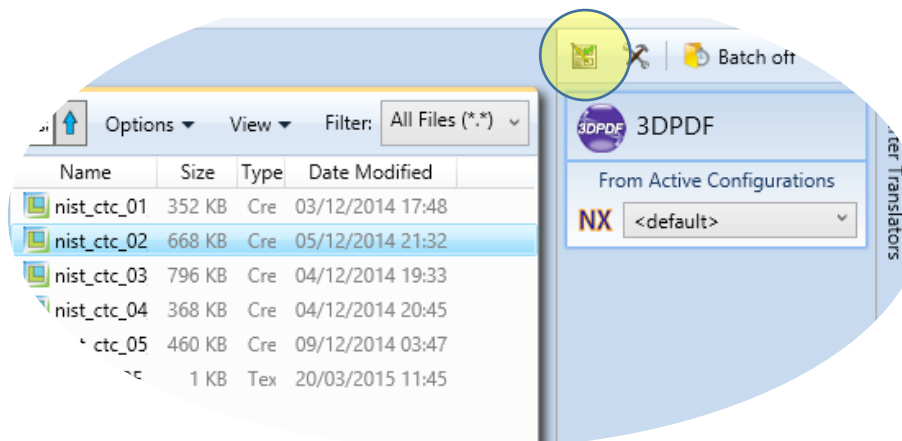 Batch off
Options View Filter: All Files (*.*)
3DPDF 3DPDF
Name Size Type Date Modified
From Active Configurations
nist_ctc_01 352 KB Cre 03/12/2014 17:48
NX <default>
nist_ctc_02 668 KB Cre 05/12/2014 21:32
nist_ctc_03 796 KB Cre 04/12/2014 19:33
nist_ctc_04 368 KB Cre 04/12/2014 20:45
ctc_05 460 KB Cre 09/12/2014 03:47
1 KB Tex 20/03/2015 11:45
Translators